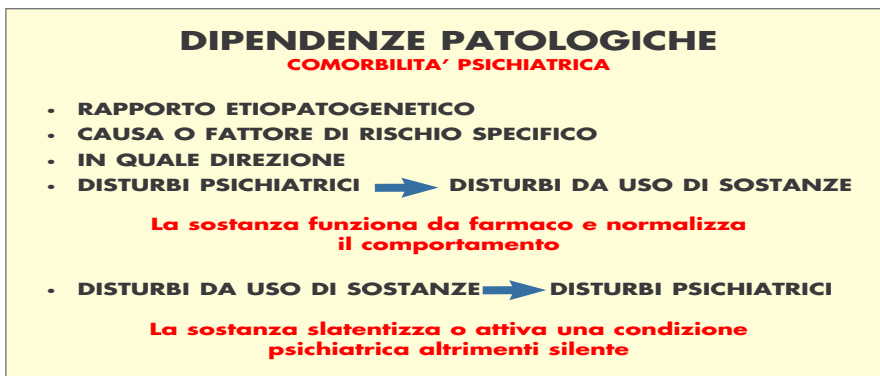 DIPENDENZE PATOLOGICHE
COMORBILITA’ PSICHIATRICA
• RAPPORTO ETIOPATOGENETICO
• CAUSA O FATTORE DI RISCHIO SPECIFICO
• IN QUALE DIREZIONE
• DISTURBI PSICHIATRICI DISTURBI DA USO DI SOSTANZE
La sostanza funziona da farmaco e normalizza
il comportamento
• DISTURBI DA USO DI SOSTANZE DISTURBI PSICHIATRICI
La sostanza slatentizza o attiva una condizione
psichiatrica altrimenti silente